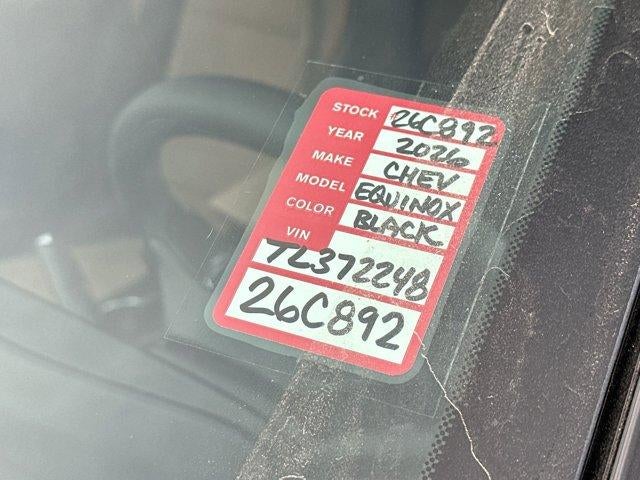 STOCK 26C892
YEAR 2026
MAKE CHEV
MODEL EQUINOX
COLOR BLACK
VIN
TL372248
26C892